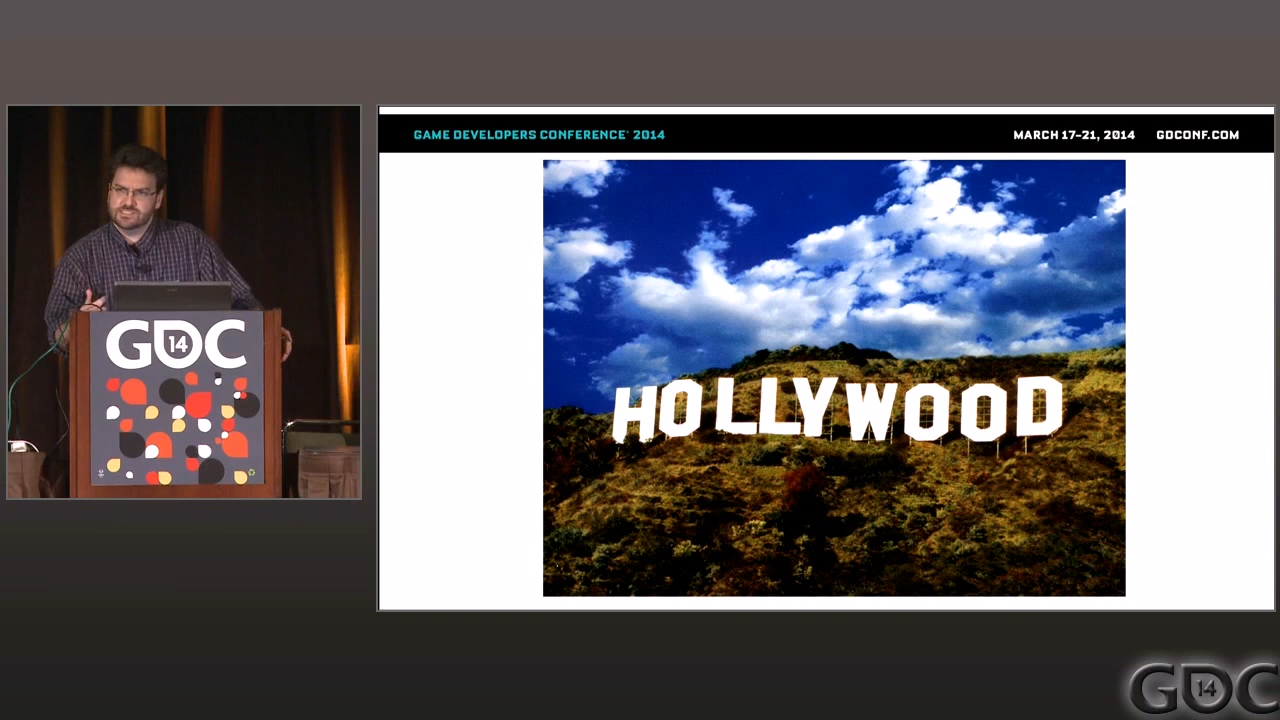 GAME DEVELOPERS CONFERENCE® 2014
MARCH 17-21, 2014 GDCONF.COM
HOLLYWOOD
GDC
14
GDC
14